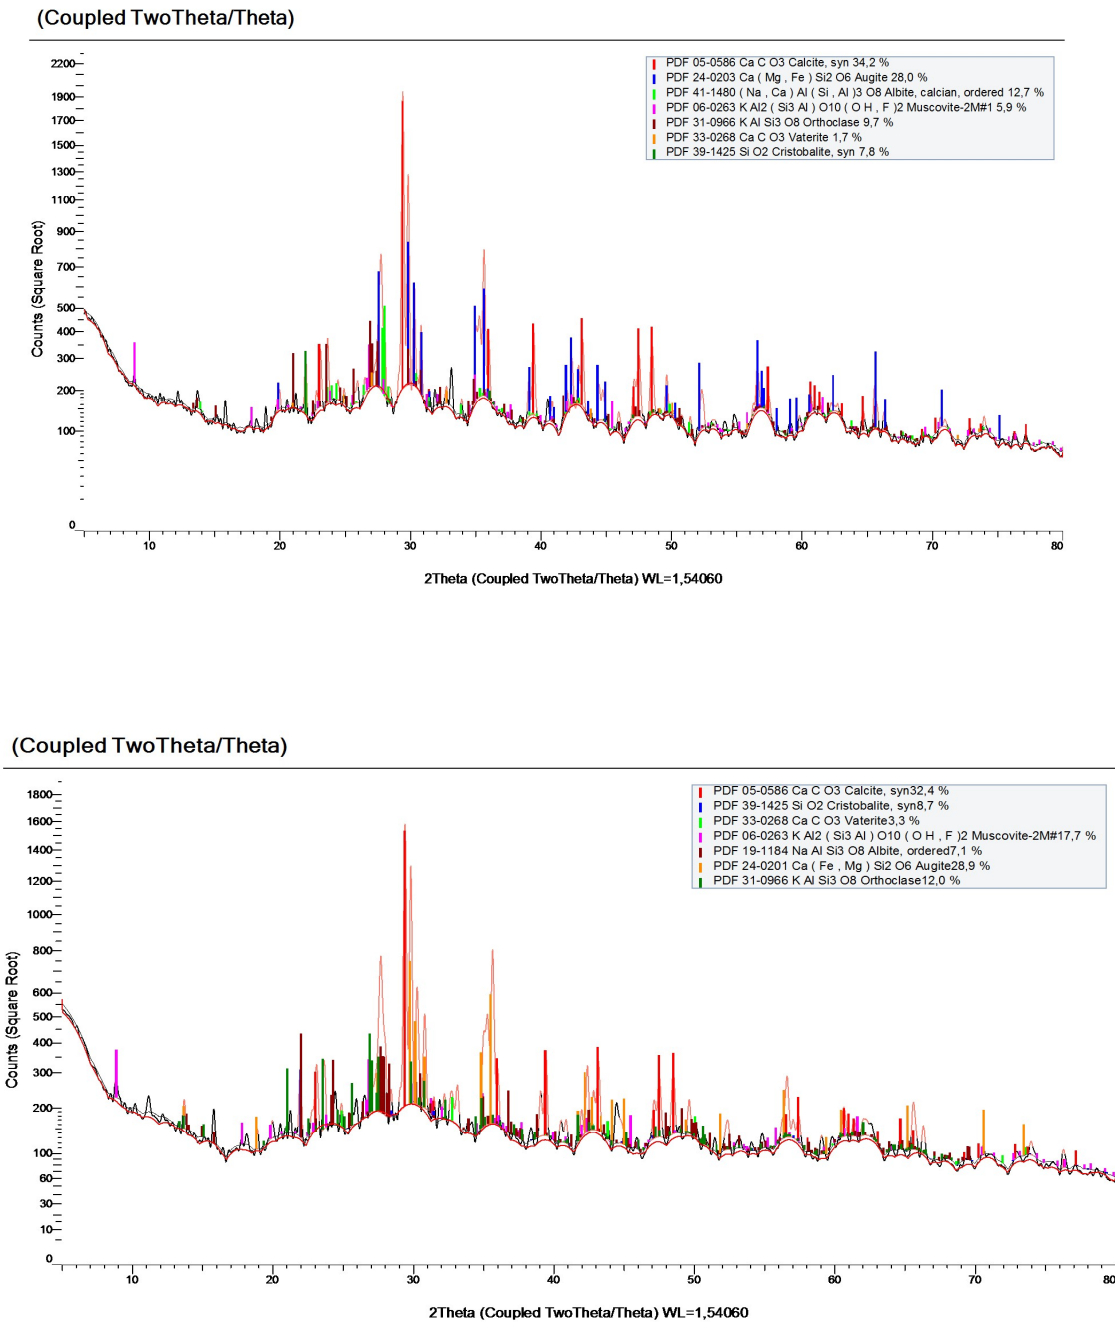 (Coupled TwoTheta/Theta)
PDF 05-0586 Ca C O3 Calcite, syn 34,2 %
PDF 24-0203 Ca ( Mg , Fe ) Si2 O6 Augite 28,0 %
PDF 41-1480 ( Na , Ca ) Al ( Si , Al )3 O8 Albite, calcian, ordered 12,7 %
PDF 06-0263 K Al2 ( Si3 Al ) O10 ( O H , F )2 Muscovite-2M#1 5,9 %
PDF 31-0966 K Al Si3 O8 Orthoclase 9,7 %
PDF 33-0268 Ca C O3 Vaterite 1,7 %
PDF 39-1425 Si O2 Cristobalite, syn 7,8 %
Counts (Square Root)
2200
1900
1700
1500
1300
1100
900
700
500
400
300
200
100
0
10 20 30 40 50 60 70 80
2Theta (Coupled TwoTheta/Theta) WL=1,54060
(Coupled TwoTheta/Theta)
PDF 05-0586 Ca C O3 Calcite, syn32,4 %
PDF 39-1425 Si O2 Cristobalite, syn8,7 %
PDF 33-0268 Ca C O3 Vaterite3,3 %
PDF 06-0263 K Al2 ( Si3 Al ) O10 ( O H , F )2 Muscovite-2M#17,7 %
PDF 19-1184 Na Al Si3 O8 Albite, ordered7,1 %
PDF 24-0201 Ca ( Fe , Mg ) Si2 O6 Augite28,9 %
PDF 31-0966 K Al Si3 O8 Orthoclase12,0 %
Counts (Square Root)
1800
1600
1400
1200
1000
800
600
500
400
300
200
100
60
30
10
0
10 20 30 40 50 60 70 80
2Theta (Coupled TwoTheta/Theta) WL=1,54060